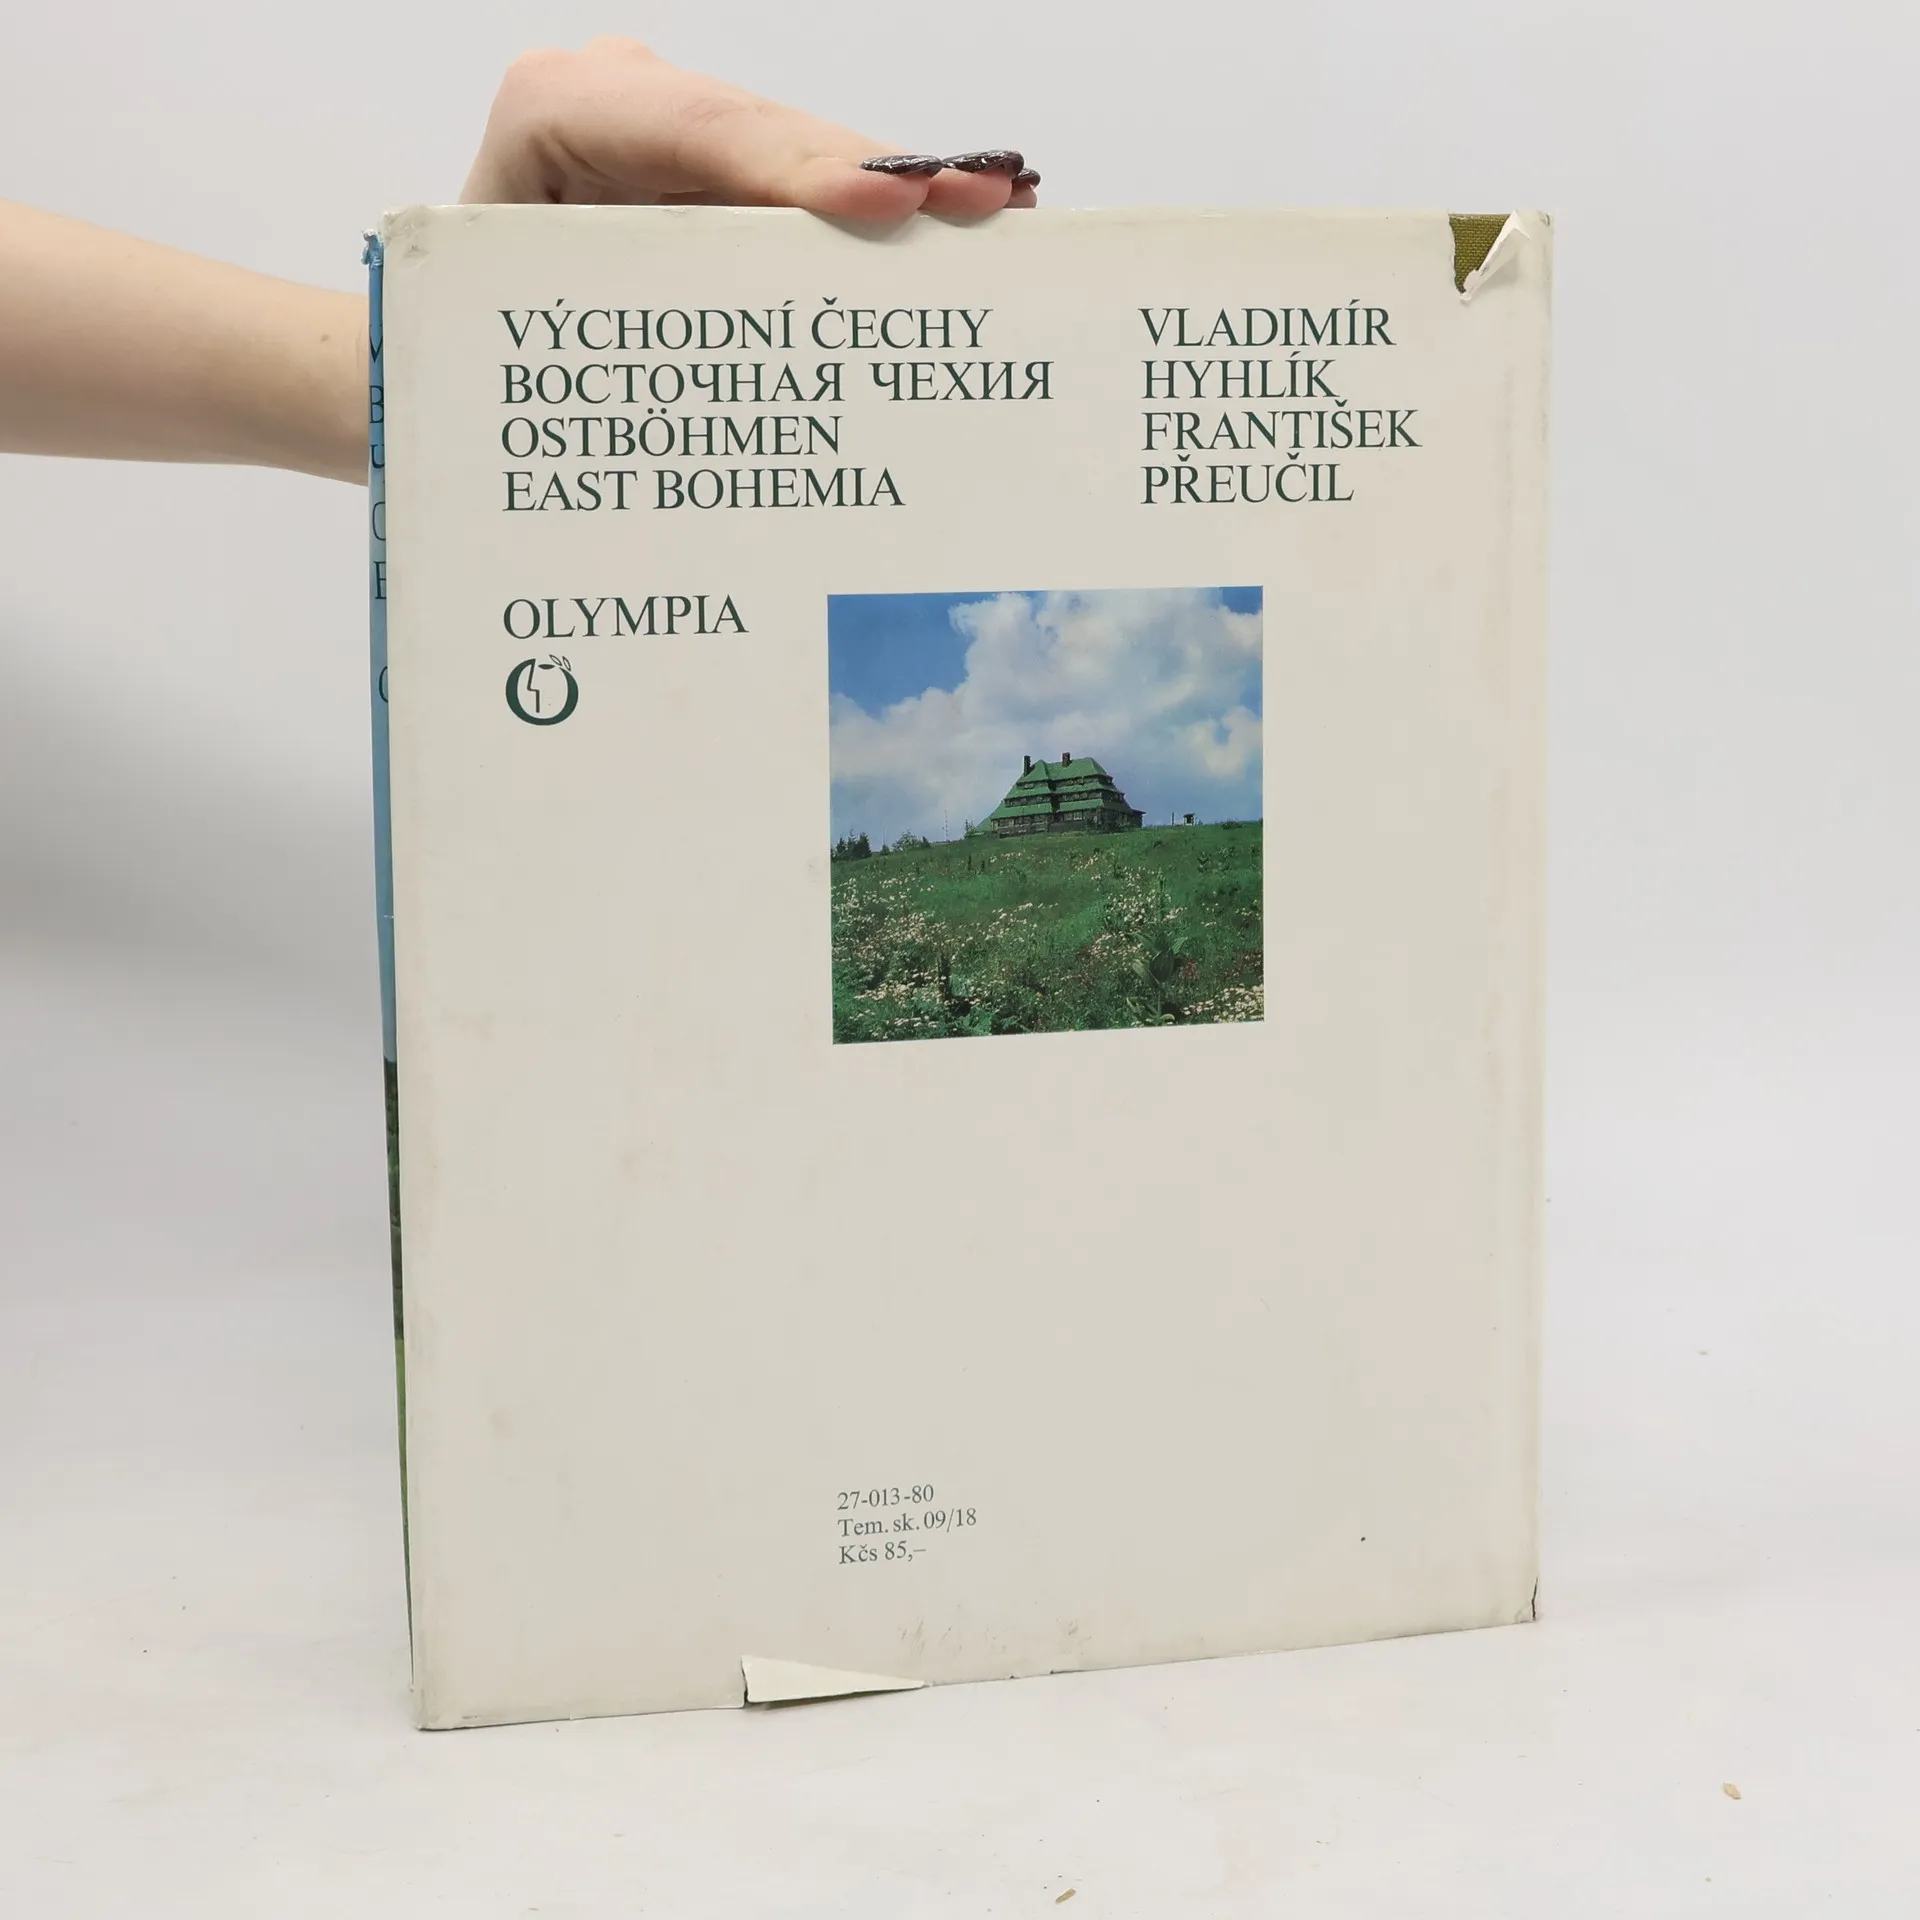 VÝCHODNÍ ČECHY
ВОСТОЧНАЯ ЧЕХИЯ
OSTBÖHMEN
EAST BOHEMIA
VLADIMÍR
HYHLÍK
FRANTIŠEK
PŘEUČIL
OLYMPIA
27-013-80
Tem. sk. 09/18
Kčs 85,–